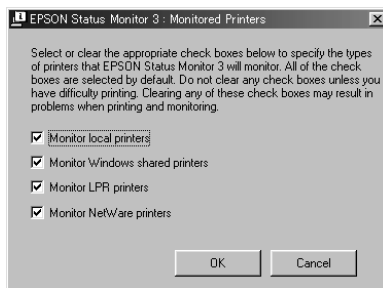 EPSON Status Monitor 3 : Monitored Printers
Select or clear the appropriate check boxes below to specify the types
of printers that EPSON Status Monitor 3 will monitor. All of the check
boxes are selected by default. Do not clear any check boxes unless you
have difficulty printing. Clearing any of these check boxes may result in
problems when printing and monitoring.
Monitor local printers
Monitor Windows shared printers
Monitor LPR printers
Monitor NetWare printers
OK Cancel